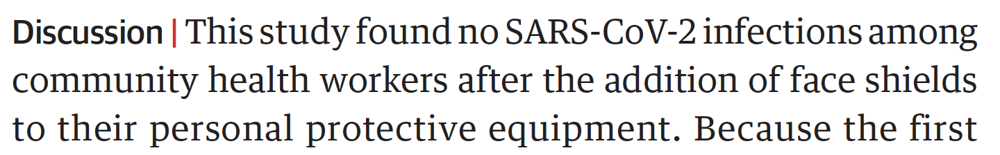 Discussion | This study found no SARS-CoV-2 infections among
community health workers after the addition of face shields
to their personal protective equipment. Because the first